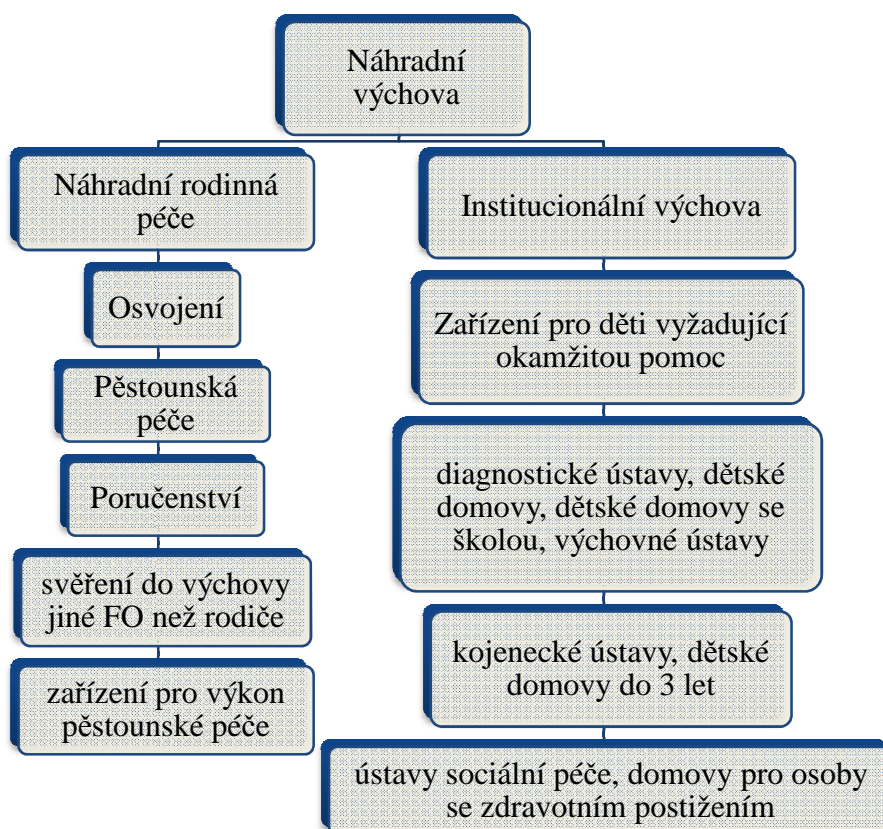 Náhradní
výchova
Náhradní rodinná
péče
Osvojení
Pěstounská
péče
Poručenství
svěření do výchovy
jiné FO než rodiče
zařízení pro výkon
pěstounské péče
Institucionální výchova
Zařízení pro děti vyžadující
okamžitou pomoc
diagnostické ústavy, dětské
domovy, dětské domovy se
školou, výchovné ústavy
kojenecké ústavy, dětské
domovy do 3 let
ústavy sociální péče, domovy pro osoby
se zdravotním postižením